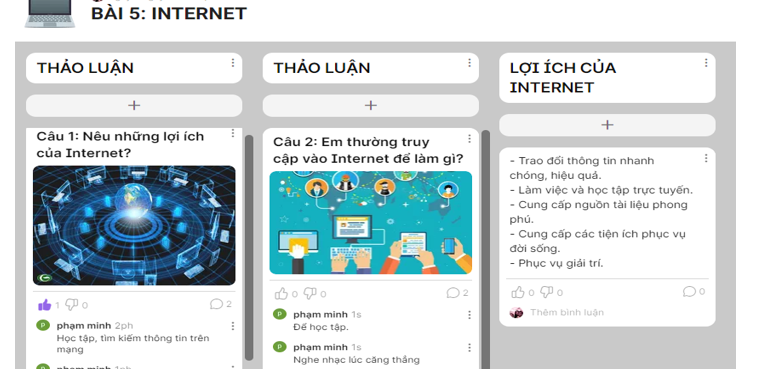 BÀI 5: INTERNET
THẢO LUẬN
Câu 1: Nêu những lợi ích
của Internet?
1 0 2
P phạm minh 2ph
Học tập, tìm kiếm thông tin trên
mạng
THẢO LUẬN
Câu 2: Em thường truy
cập vào Internet để làm gì?
0 0 2
P phạm minh 1s
Để học tập.
P phạm minh 1s
Nghe nhạc lúc căng thẳng
LỢI ÍCH CỦA
INTERNET
- Trao đổi thông tin nhanh
chóng, hiệu quả.
- Làm việc và học tập trực tuyến.
- Cung cấp nguồn tài liệu phong
phú.
- Cung cấp các tiện ích phục vụ
đời sống.
- Phục vụ giải trí.
0 0 0
Thêm bình luận